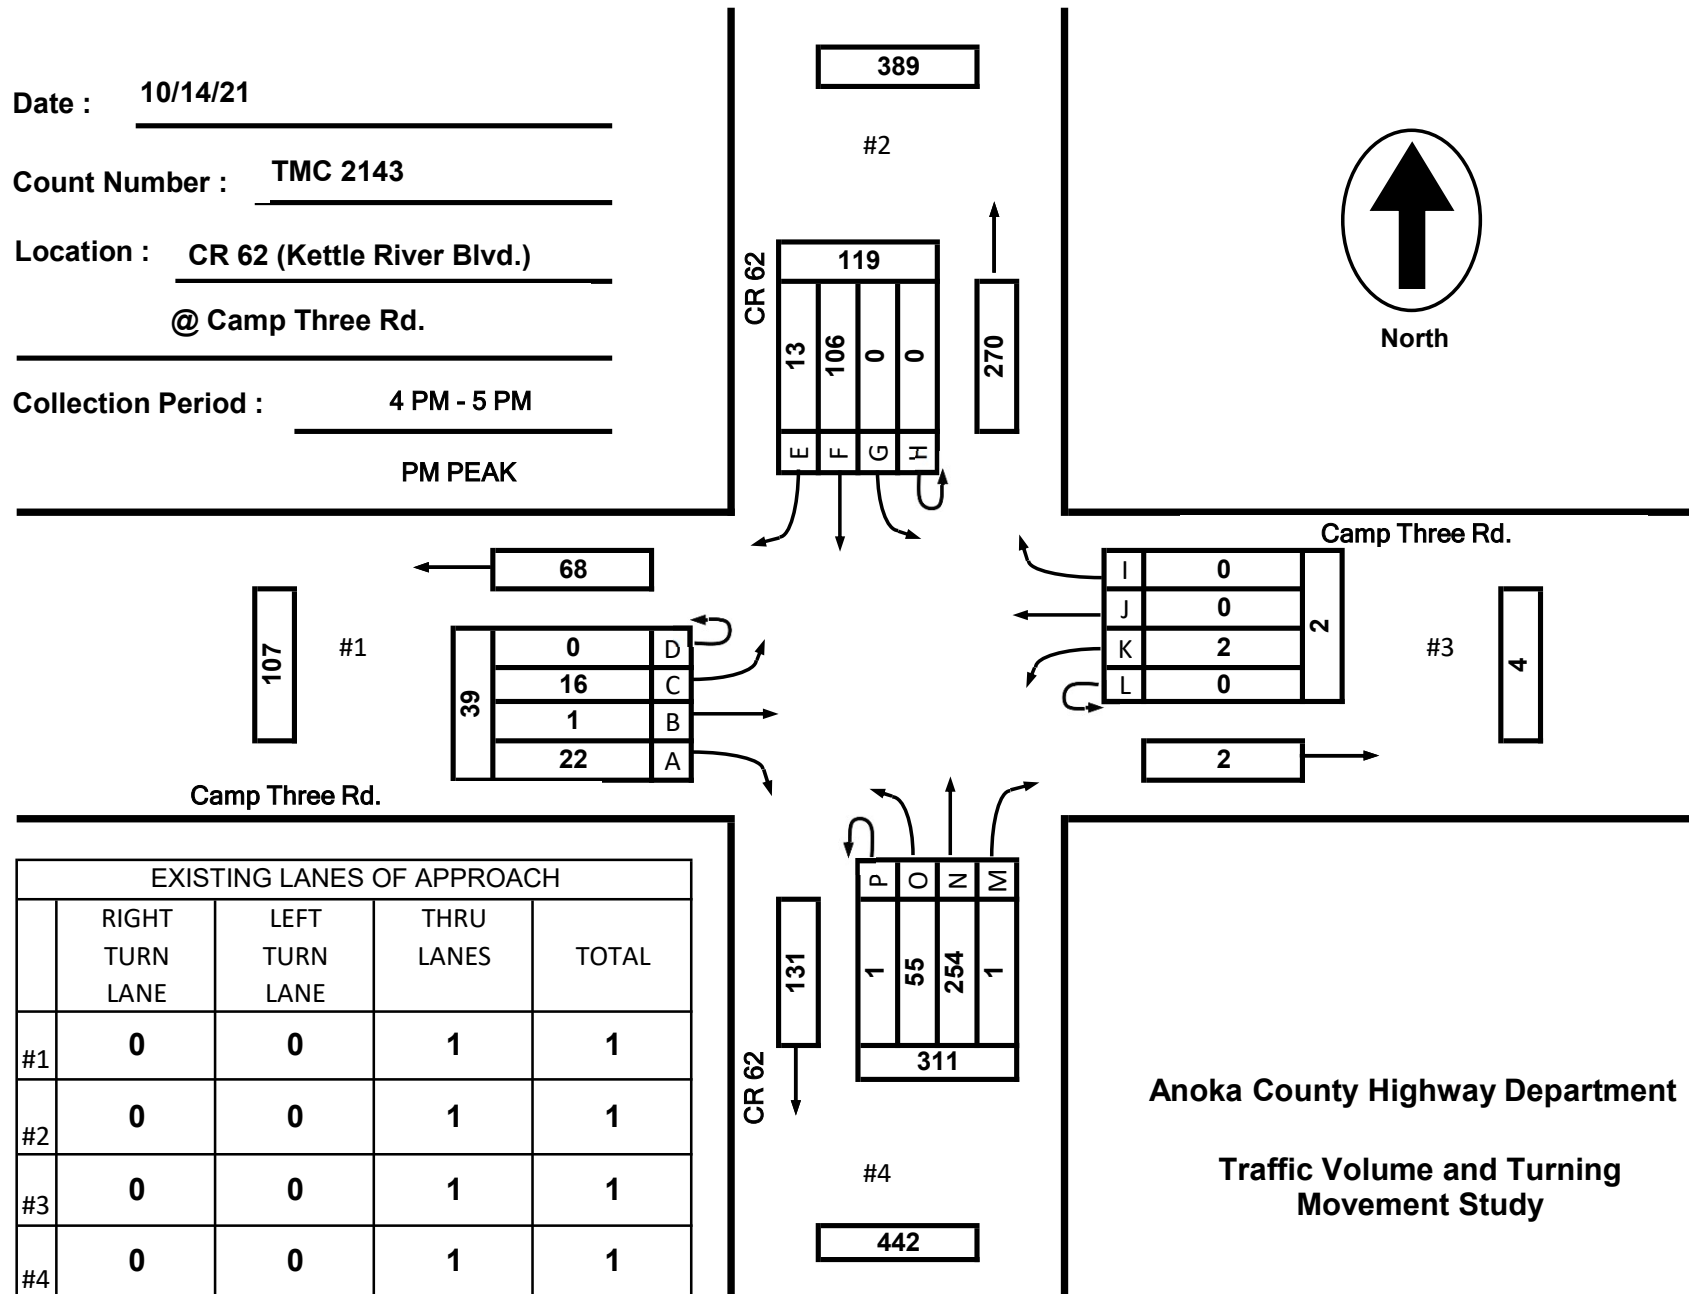 Date : 10/14/21
Count Number : TMC 2143
Location : CR 62 (Kettle River Blvd.)
@ Camp Three Rd.
Collection Period : 4 PM - 5 PM
PM PEAK
389
#2
CR 62
119
13 106 0 0
E F G H
270
North
Camp Three Rd.
68
107
#1
39
0 D
16 C
1 B
22 A
Camp Three Rd.
I 0
J 0
K 2
L 0
2
#3
4
2
131
CR 62
P O N M
1 55 254 1
311
#4
442
EXISTING LANES OF APPROACH
RIGHT TURN LANE
LEFT TURN LANE
THRU LANES
TOTAL
#1 0 0 1 1
#2 0 0 1 1
#3 0 0 1 1
#4 0 0 1 1
Anoka County Highway Department
Traffic Volume and Turning
Movement Study